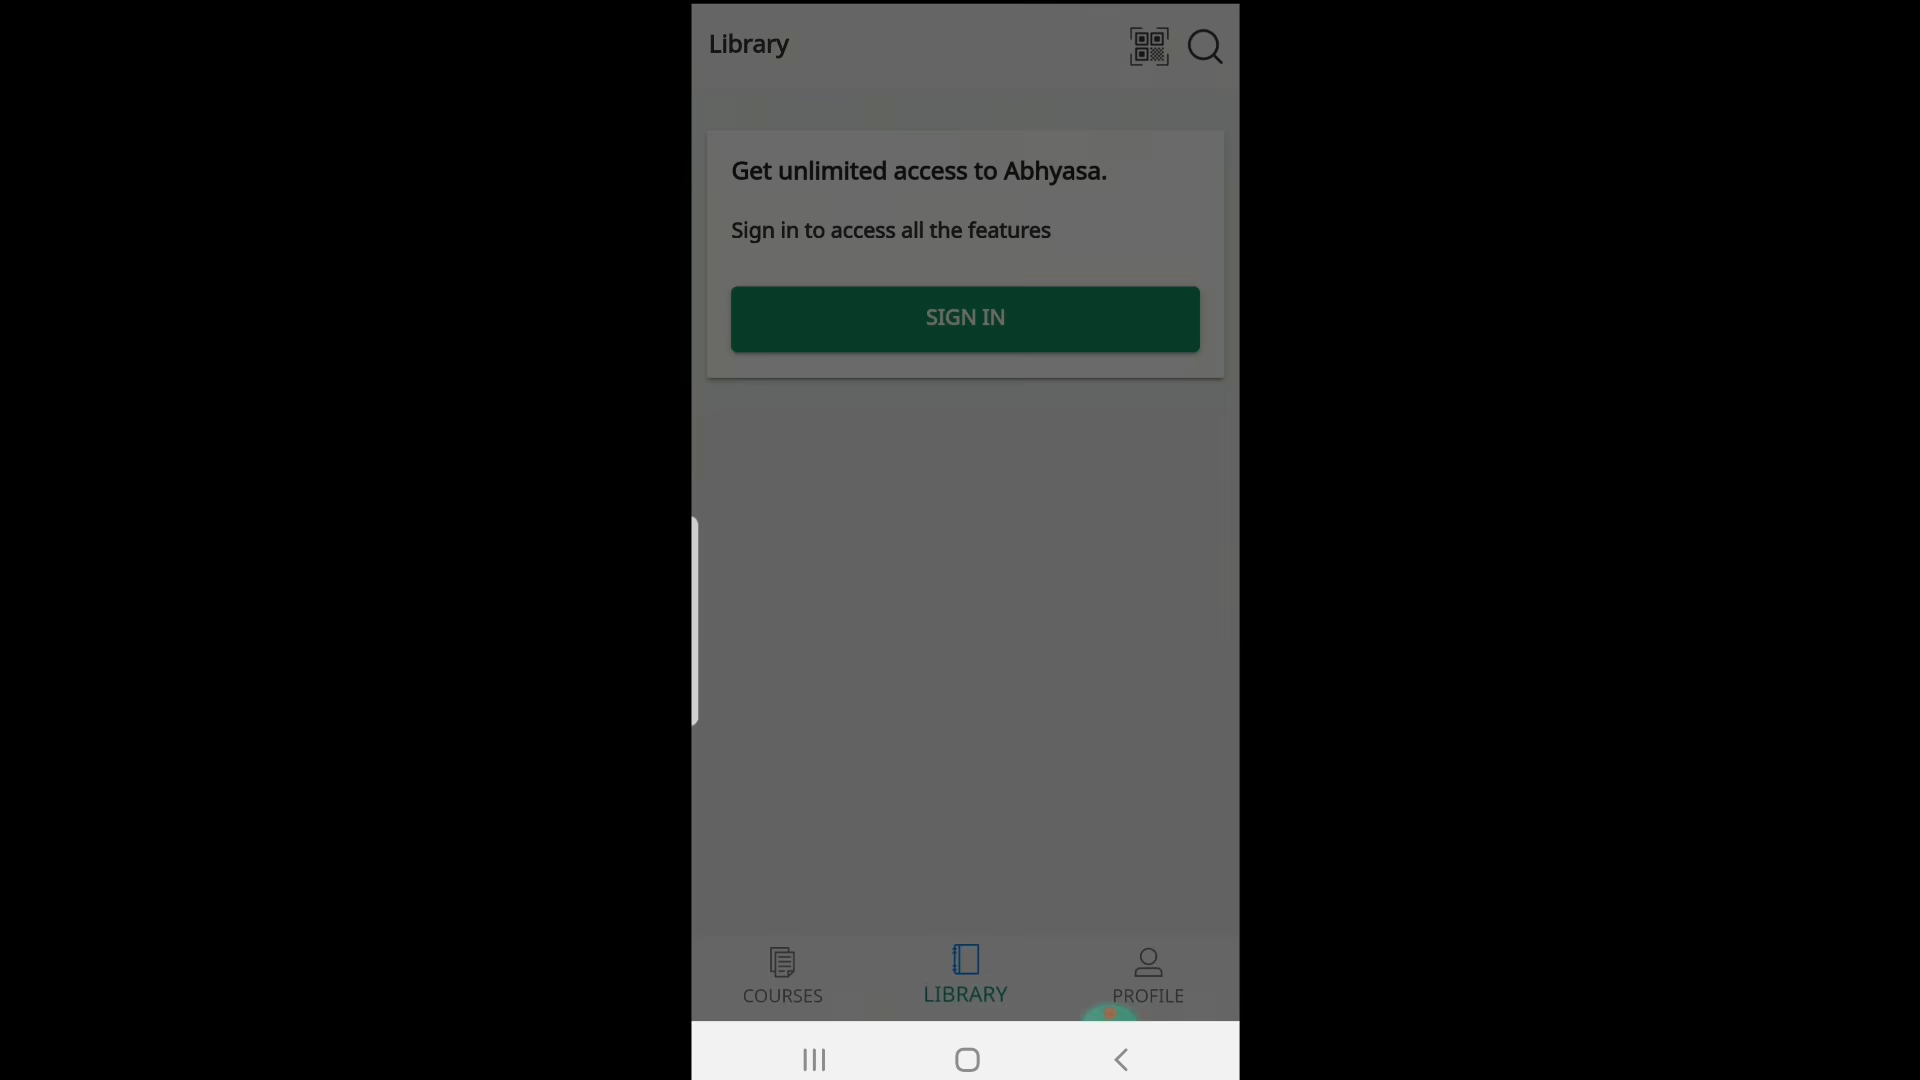 Library
Get unlimited access to Abhyasa.
Sign in to access all the features
SIGN IN
COURSES
LIBRARY
PROFILE